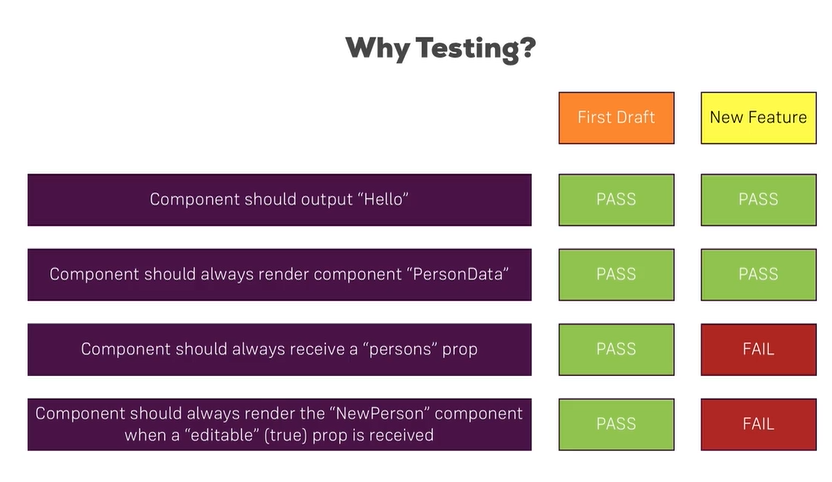 Why Testing?
First Draft
New Feature
Component should output “Hello”
PASS
PASS
Component should always render component “PersonData”
PASS
PASS
Component should always receive a “persons” prop
PASS
FAIL
Component should always render the “NewPerson” component
when a “editable” (true) prop is received
PASS
FAIL